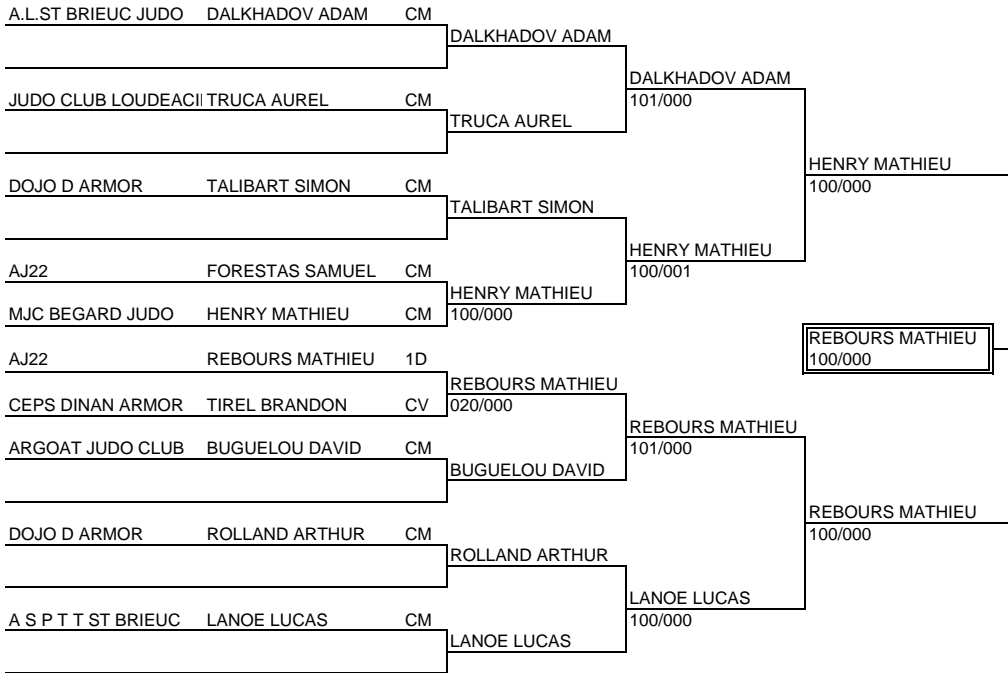 A.L.ST BRIEUC JUDO DALKHADOV ADAM CM
DALKHADOV ADAM
DALKHADOV ADAM
101/000
JUDO CLUB LOUDEACI TRUCA AUREL CM
TRUCA AUREL
HENRY MATHIEU
100/000
DOJO D ARMOR TALIBART SIMON CM
TALIBART SIMON
HENRY MATHIEU
100/001
AJ22 FORESTAS SAMUEL CM
HENRY MATHIEU
100/000
MJC BEGARD JUDO HENRY MATHIEU CM
REBOURS MATHIEU
100/000
AJ22 REBOURS MATHIEU 1D
REBOURS MATHIEU
020/000
CEPS DINAN ARMOR TIREL BRANDON CV
REBOURS MATHIEU
101/000
ARGOAT JUDO CLUB BUGUELOU DAVID CM
BUGUELOU DAVID
REBOURS MATHIEU
100/000
DOJO D ARMOR ROLLAND ARTHUR CM
ROLLAND ARTHUR
LANOE LUCAS
100/000
A S P T T ST BRIEUC LANOE LUCAS CM
LANOE LUCAS